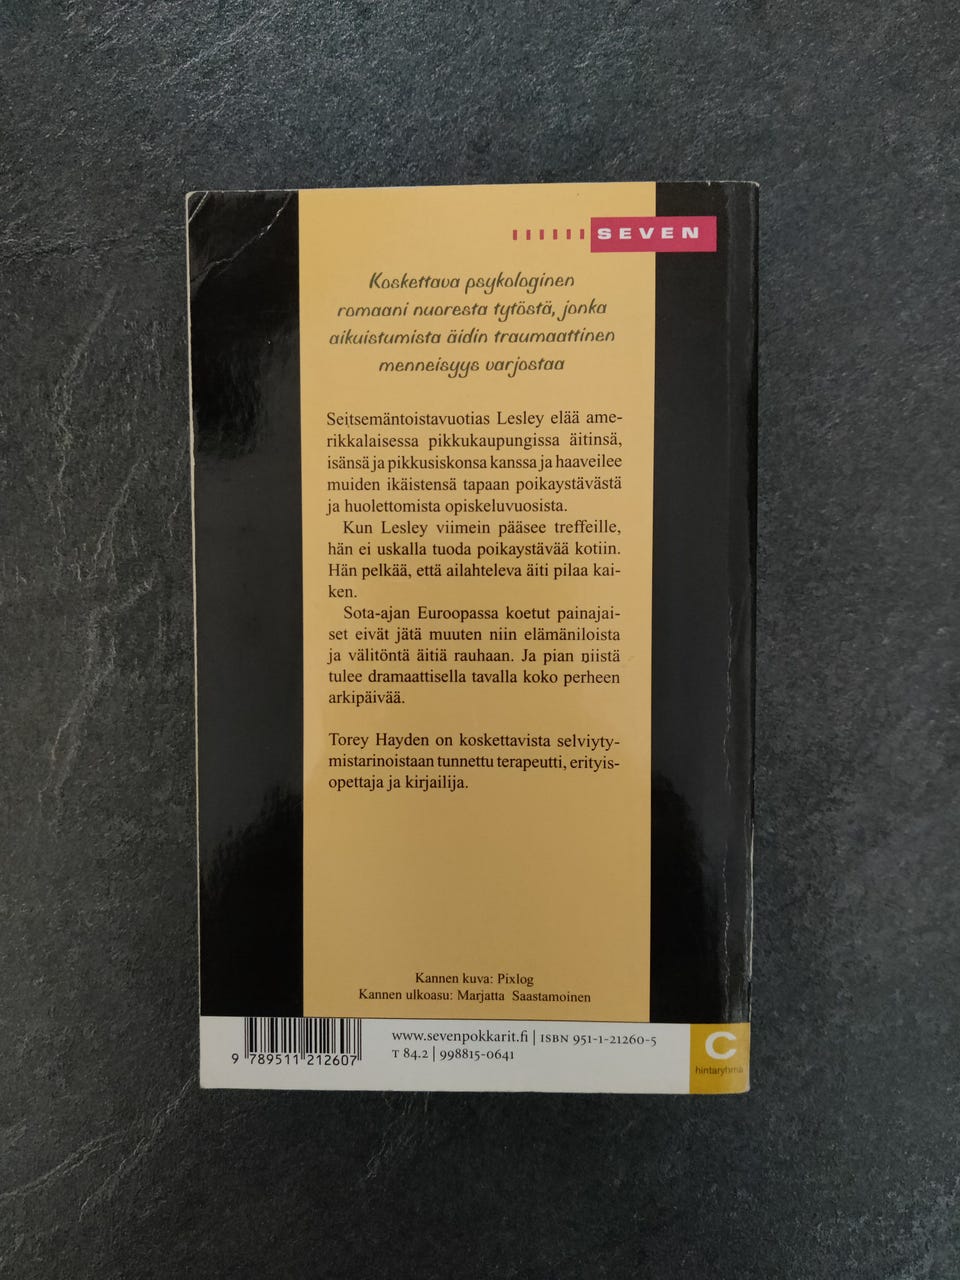 SEVEN
Koskettava psykologinen
romaani nuoresta tytöstä, jonka
aikuistumista äidin traumaattinen
menneisyys varjostaa
Seitsemäntoistavuotias Lesley elää ame-
rikkalaisessa pikkukaupungissa äitinsä,
isänsä ja pikkusiskonsa kanssa ja haaveilee
muiden ikäistensä tapaan poikaystävästä
ja huolettomista opiskeluvuosista.
Kun Lesley viimein pääsee treffeille,
hän ei uskalla tuoda poikaystävää kotiin.
Hän pelkää, että ailahteleva äiti pilaa kai-
ken.
Sota-ajan Euroopassa koetut painajai-
set eivät jätä muuten niin elämäniloista
ja välitöntä äitiä rauhaan. Ja pian niistä
tulee dramaattisella tavalla koko perheen
arkipäivää.
Torey Hayden on koskettavista selviyty-
mistarinoistaan tunnettu terapeutti, erityis-
opettaja ja kirjailija.
Kannen kuva: Pixlog
Kannen ulkoasu: Marjatta Saastamoinen
www.sevenpokkarit.fi | ISBN 951-1-21260-5
T 84.2 | 998815-0641
9 789511 212607
C
hintaryhmä